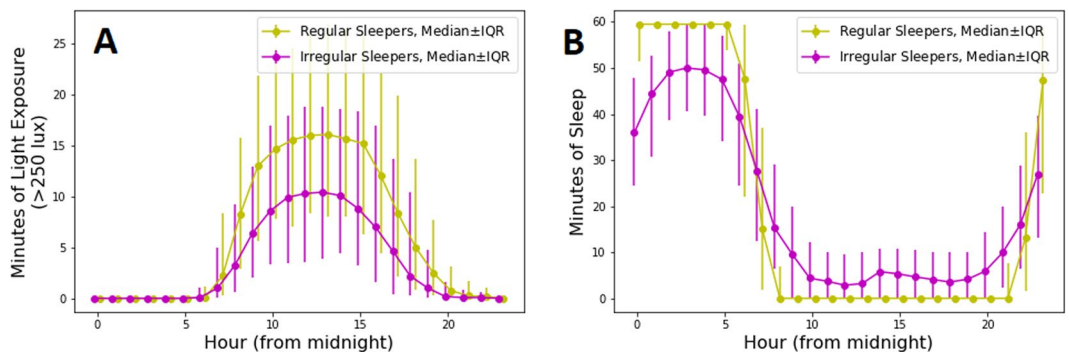 A
Regular Sleepers, Median±IQR
Irregular Sleepers, Median±IQR
Minutes of Light Exposure
(>250 lux)
25
20
15
10
5
0
0 5 10 15 20
Hour (from midnight)
B
Regular Sleepers, Median±IQR
Irregular Sleepers, Median±IQR
Minutes of Sleep
60
50
40
30
20
10
0
0 5 10 15 20
Hour (from midnight)